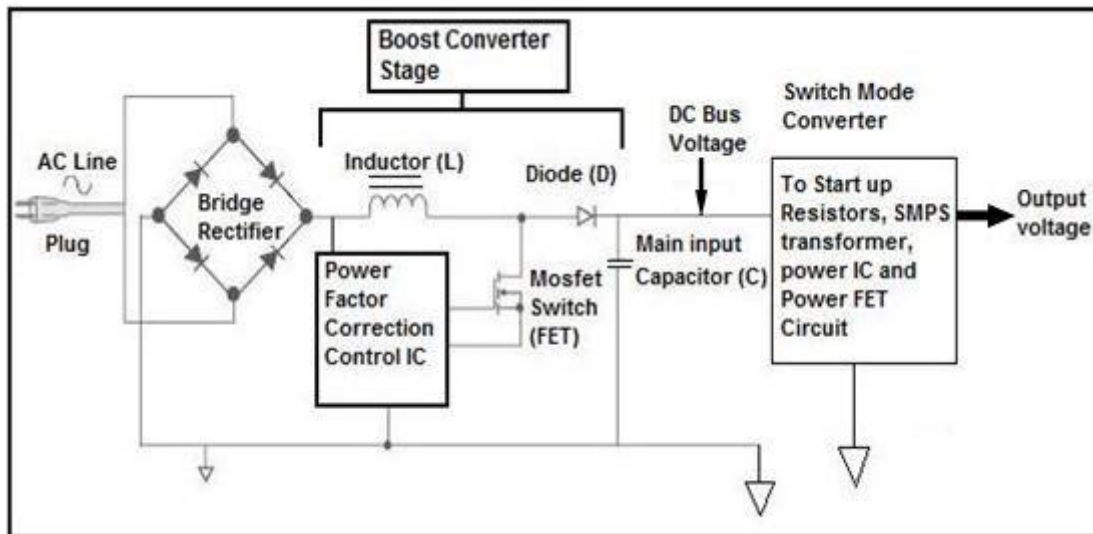 Boost Converter
Stage
AC Line
Plug
Bridge
Rectifier
Inductor (L)
Diode (D)
DC Bus
Voltage
Switch Mode
Converter
Power
Factor
Correction
Control IC
Mosfet
Switch
(FET)
Main input
Capacitor (C)
To Start up
Resistors, SMPS
transformer,
power IC and
Power FET
Circuit
Output
voltage